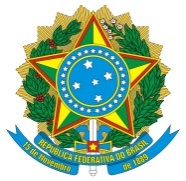 REPÚBLICA FEDERATIVA DO BRASIL
15 de Novembro de 1889